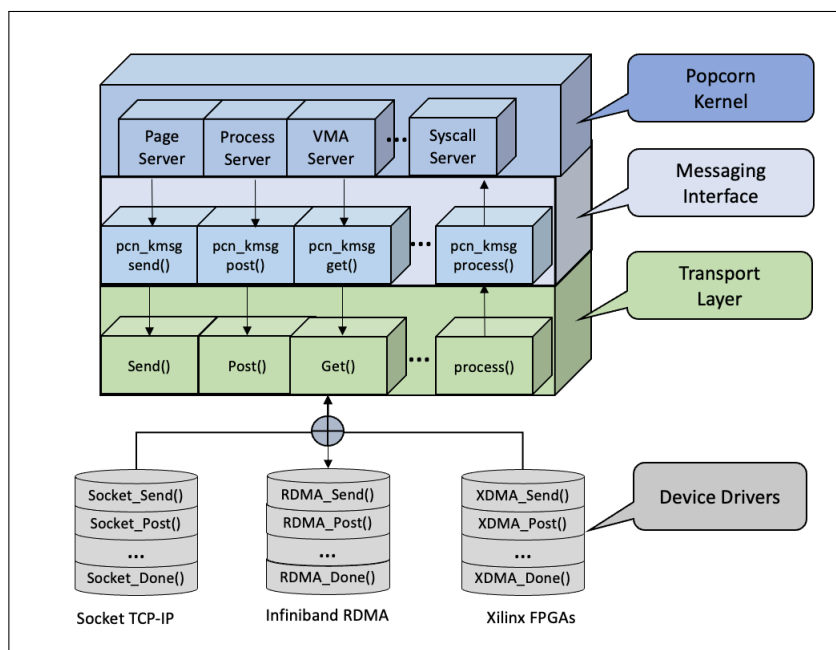 Popcorn
Kernel
Page
Server
Process
Server
VMA
Server
...
Syscall
Server
Messaging
Interface
pcn_kmsg
send()
pcn_kmsg
post()
pcn_kmsg
get()
...
pcn_kmsg
process()
Transport
Layer
Send()
Post()
Get()
...
process()
Socket_Send()
Socket_Post()
...
Socket_Done()
RDMA_Send()
RDMA_Post()
...
RDMA_Done()
XDMA_Send()
XDMA_Post()
...
XDMA_Done()
Device Drivers
Socket TCP-IP
Infiniband RDMA
Xilinx FPGAs